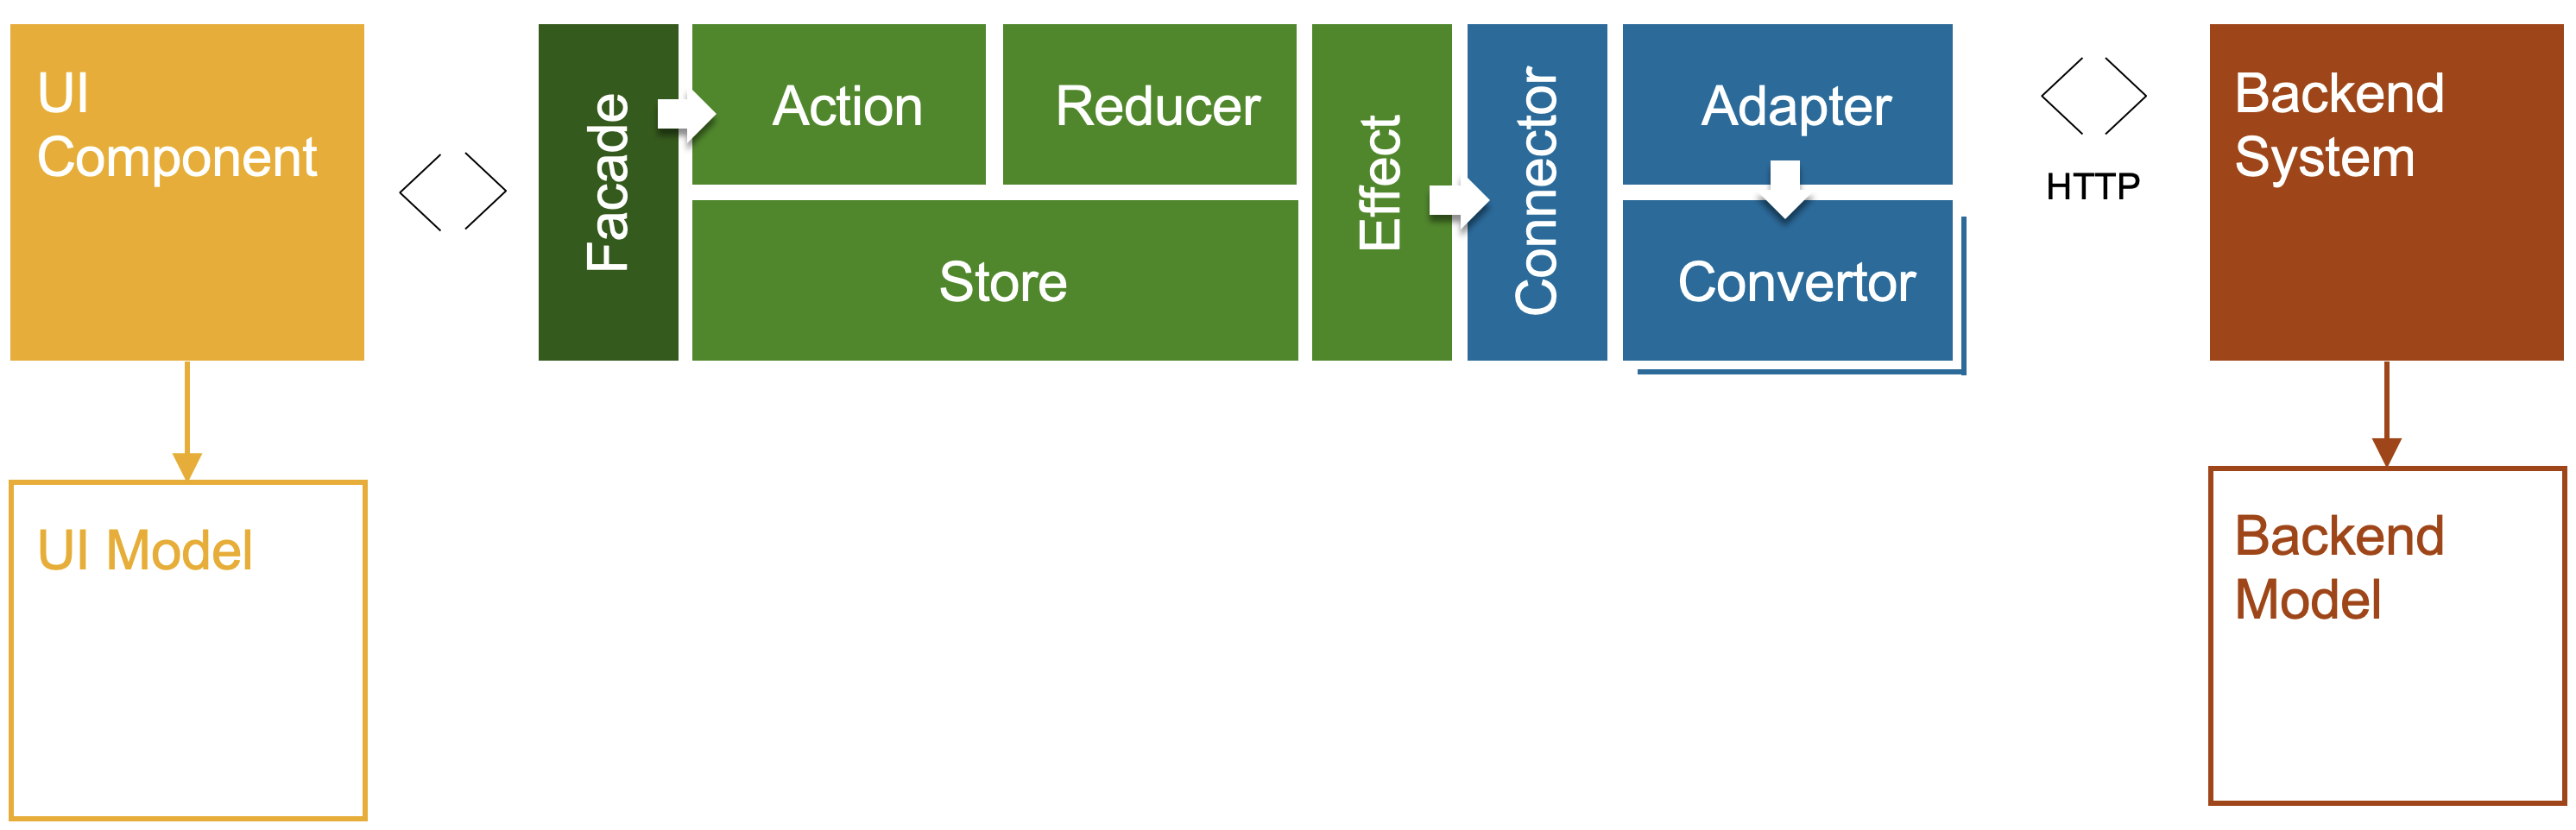 UI
Component
Facade
Action
Reducer
Store
Effect
Connector
Adapter
Convertor
HTTP
Backend
System
UI Model
Backend
Model